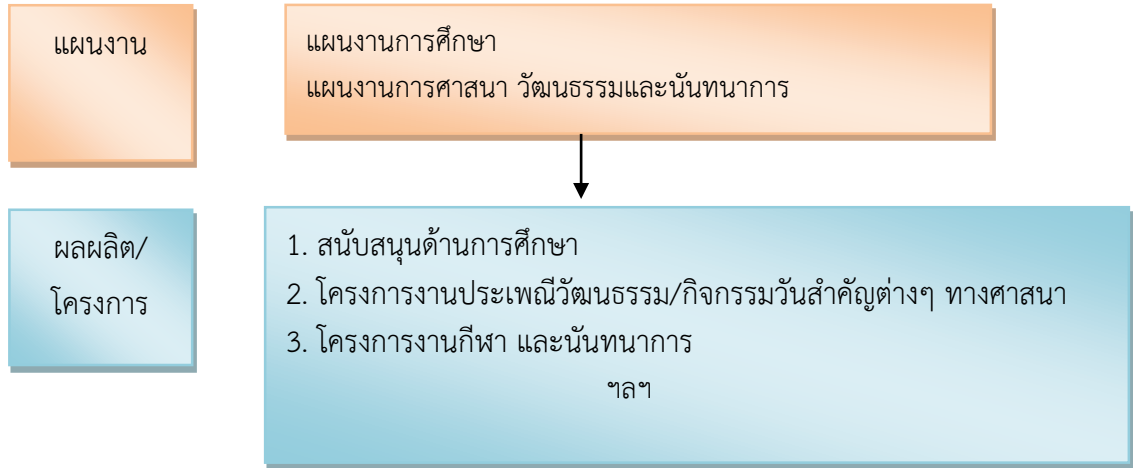 แผนงาน
แผนงานการศึกษา
แผนงานการศาสนา วัฒนธรรมและนันทนาการ
ผลผลิต/
โครงการ
1. สนับสนุนด้านการศึกษา
2. โครงการงานประเพณีวัฒนธรรม/กิจกรรมวันสำคัญต่างๆ ทางศาสนา
3. โครงการงานกีฬา และนันทนาการ
ฯลฯ